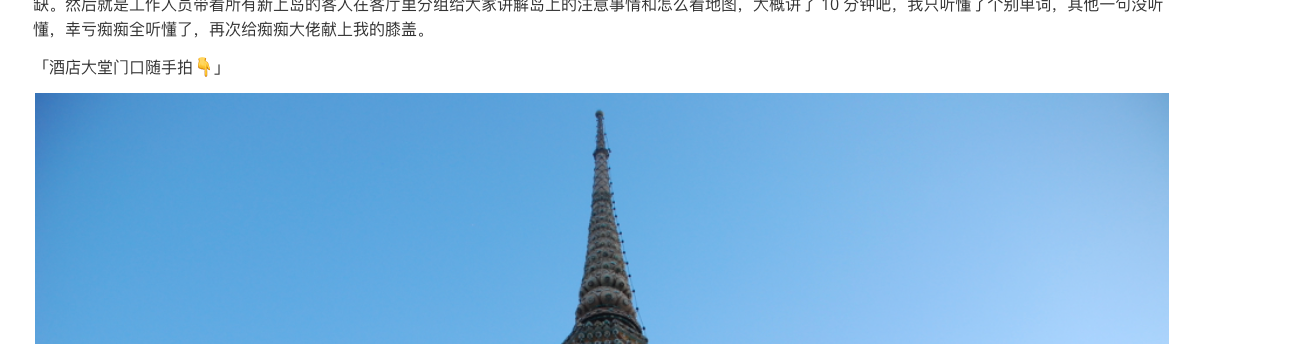 缺。然后就是工作人员带着所有新上岛的客人在客厅里分组给大家讲解岛上的注意事情和怎么看地图，大概讲了 10 分钟吧，我只听懂了个别单词，其他一句没听
懂，幸亏痴痴全听懂了，再次给痴痴大佬献上我的膝盖。
「酒店大堂门口随手拍👇」